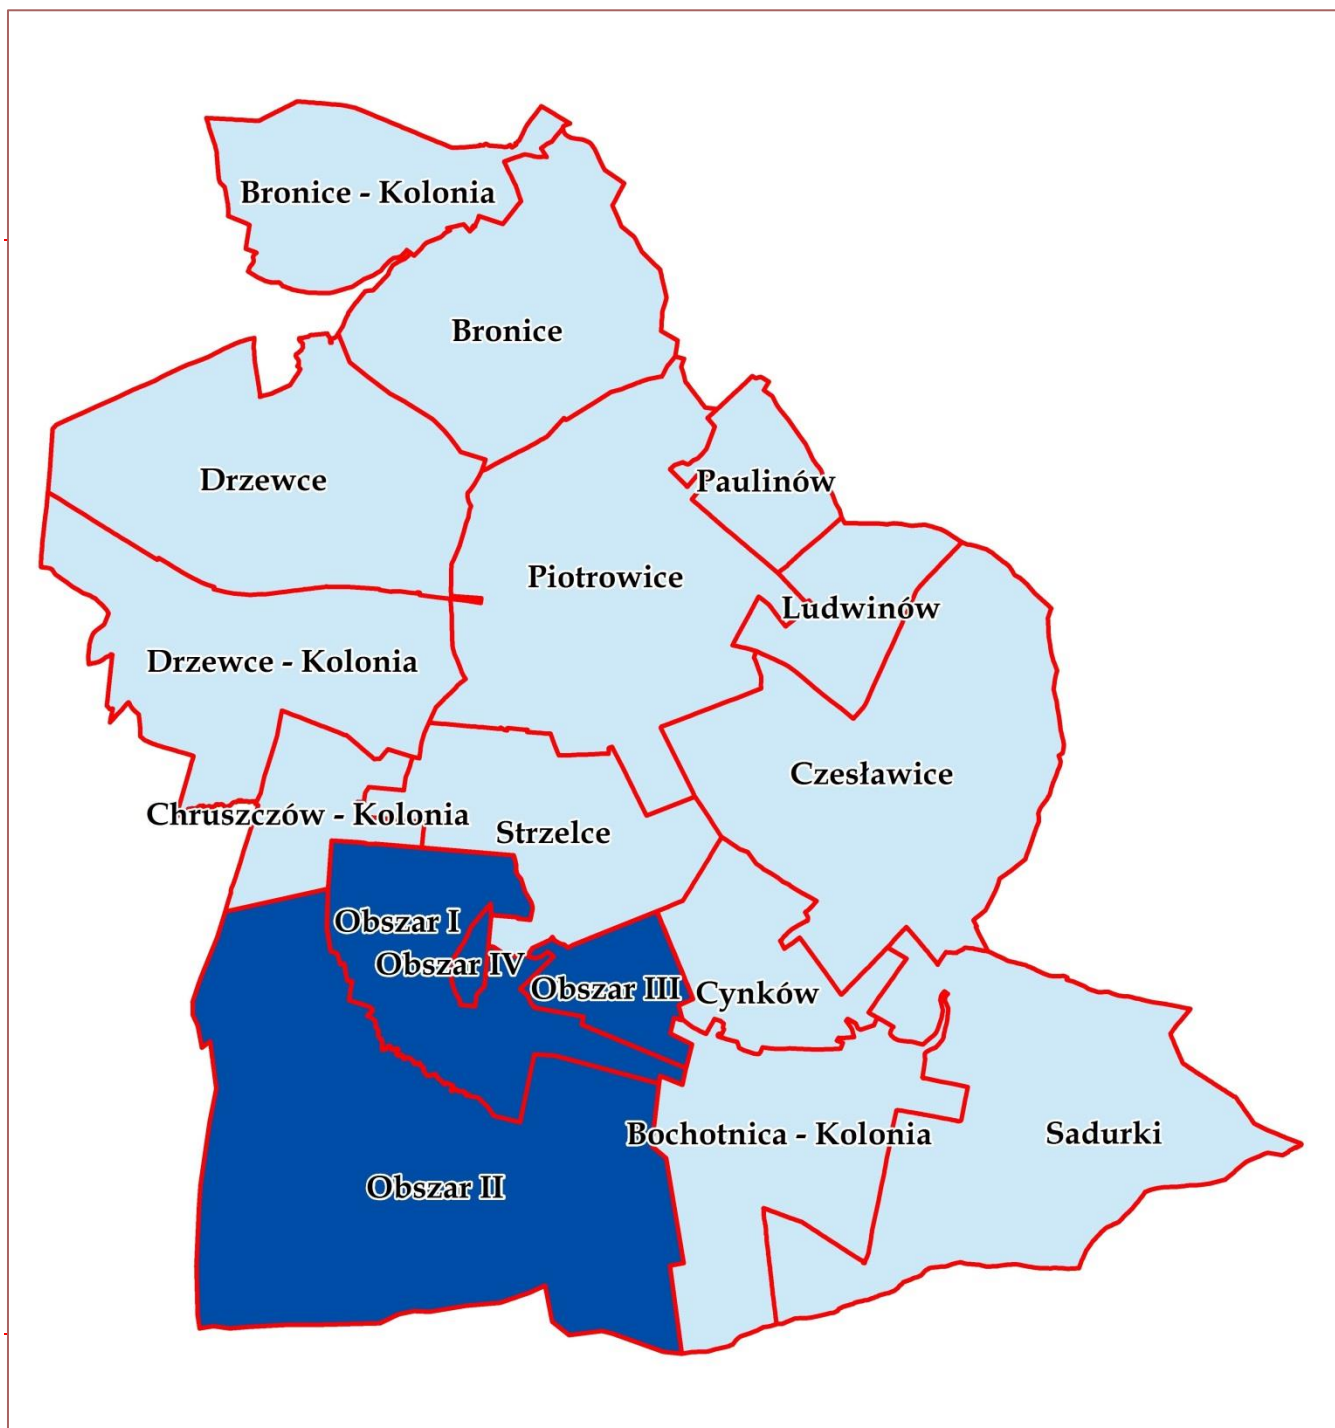 Bronice - Kolonia
Bronice
Drzewce
Paulinów
Piotrowice
Ludwinów
Drzewce - Kolonia
Czesławice
Chruszczów - Kolonia
Strzelce
Obszar I
Obszar IV
Obszar III
Cynków
Bochotnica - Kolonia
Sadurki
Obszar II